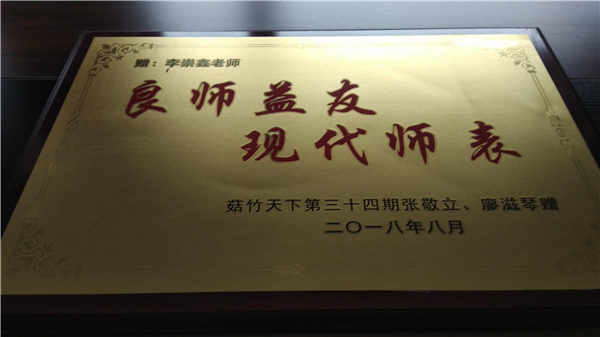 赠：李崇鑫老师
良师益友
现代师表
菇竹天下第三十四期张敬立、廖滋琴赠
二〇一八年八月